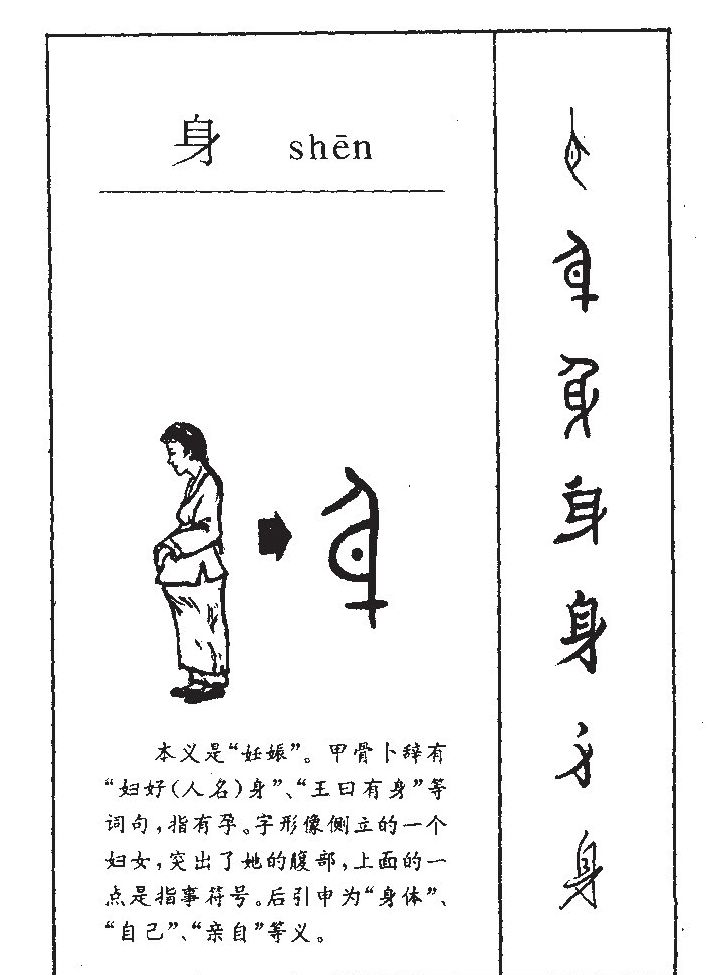 身 shēn
本义是“妊娠”。甲骨卜辞有
“妇好（人名）身”、“王曰有身”等
词句，指有孕。字形像侧立的一个
妇女，突出了她的腹部，上面的一
点是指事符号。后引申为“身体”、
“自己”、“亲自”等义。
身
身
身